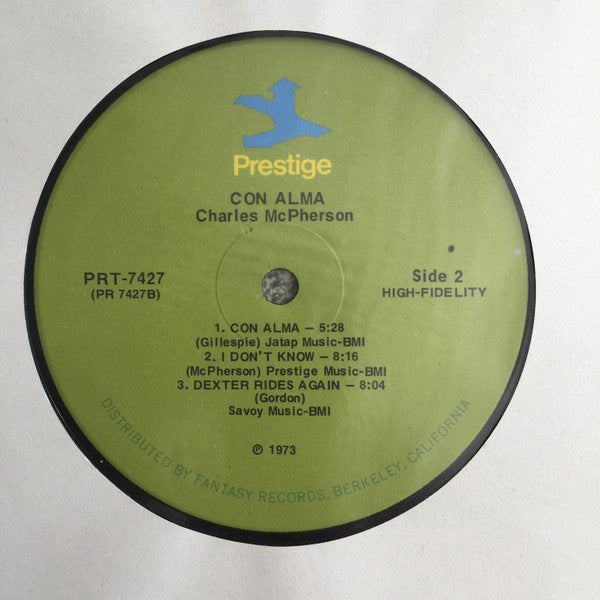 Prestige
CON ALMA
Charles McPherson
PRT-7427
(PR 7427B)
Side 2
HIGH-FIDELITY
1. CON ALMA – 5:28
(Gillespie) Jatap Music-BMI
2. I DON'T KNOW – 8:16
(McPherson) Prestige Music-BMI
3. DEXTER RIDES AGAIN – 8:04
(Gordon)
Savoy Music-BMI
℗ 1973
DISTRIBUTED BY FANTASY RECORDS, BERKELEY, CALIFORNIA